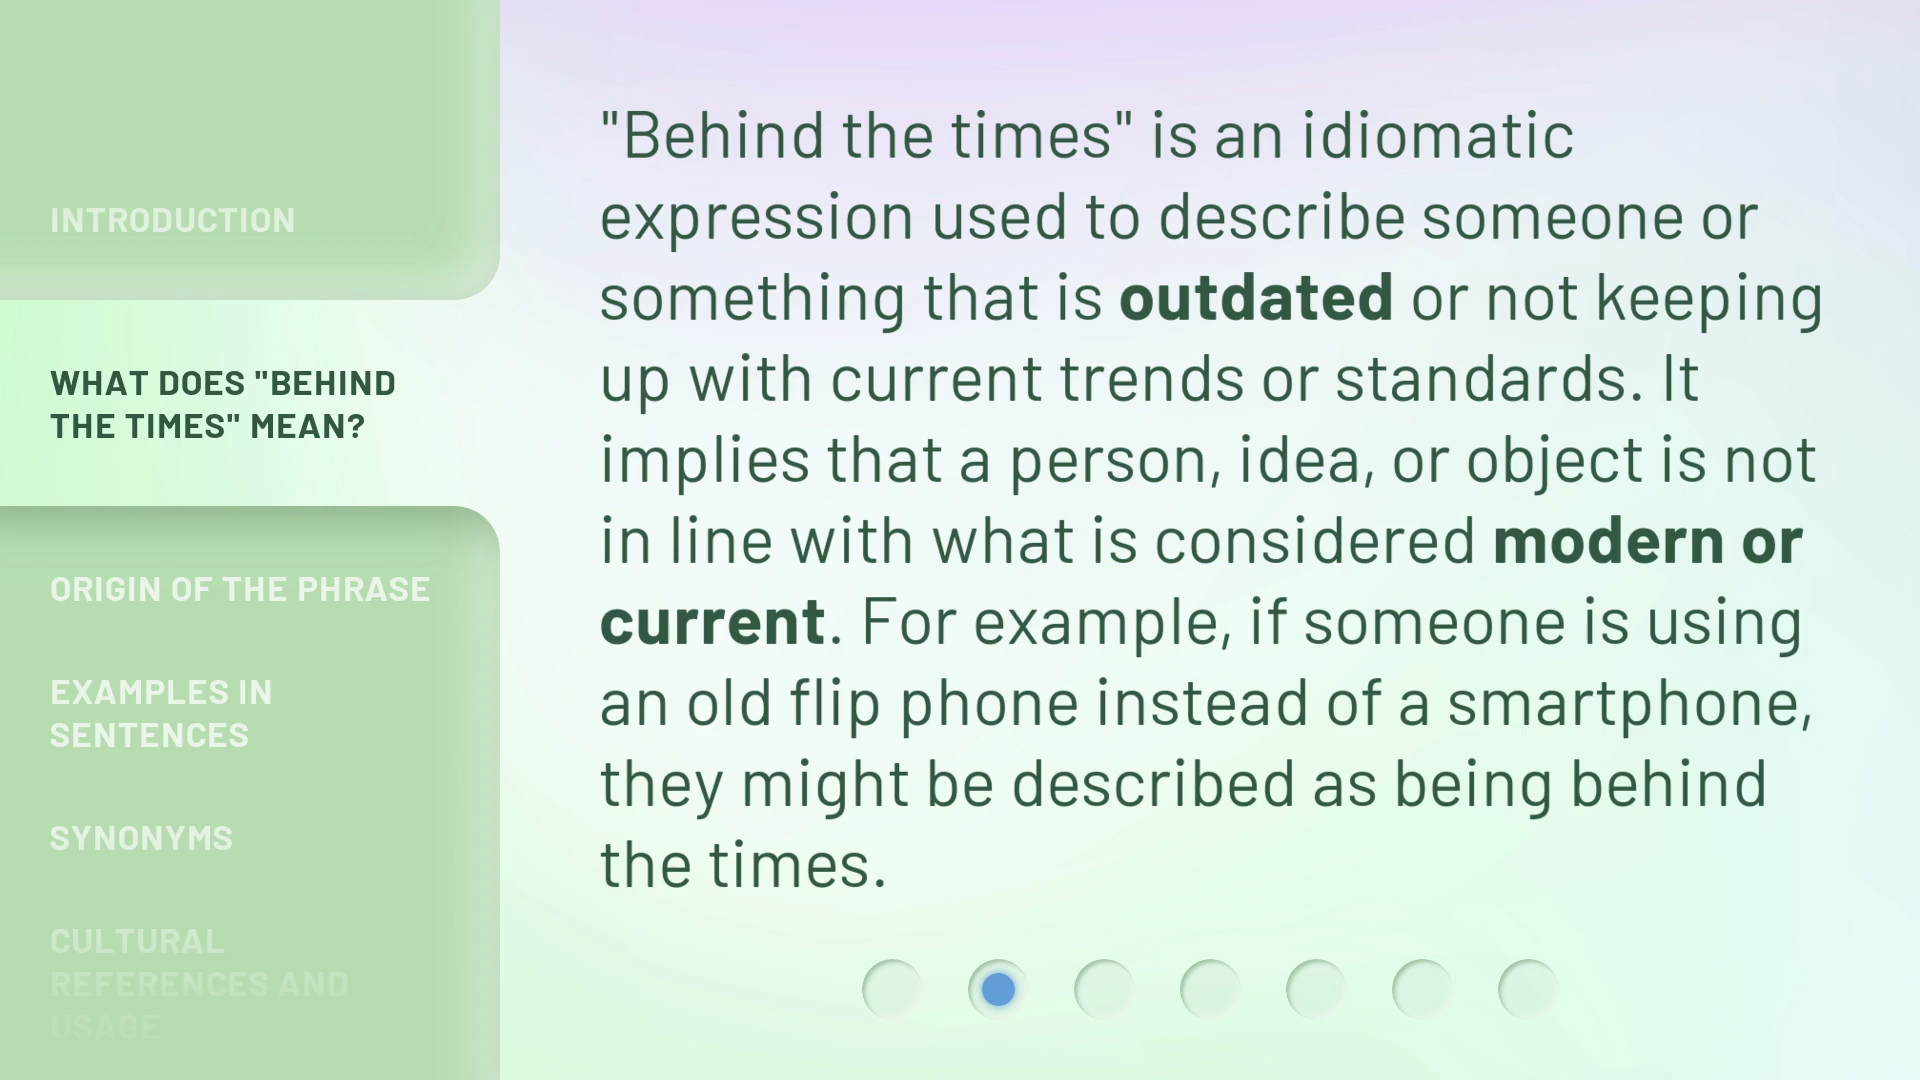 INTRODUCTION
WHAT DOES "BEHIND
THE TIMES" MEAN?
ORIGIN OF THE PHRASE
EXAMPLES IN
SENTENCES
SYNONYMS
CULTURAL
REFERENCES AND
USAGE
"Behind the times" is an idiomatic
expression used to describe someone or
something that is outdated or not keeping
up with current trends or standards. It
implies that a person, idea, or object is not
in line with what is considered modern or
current. For example, if someone is using
an old flip phone instead of a smartphone,
they might be described as being behind
the times.